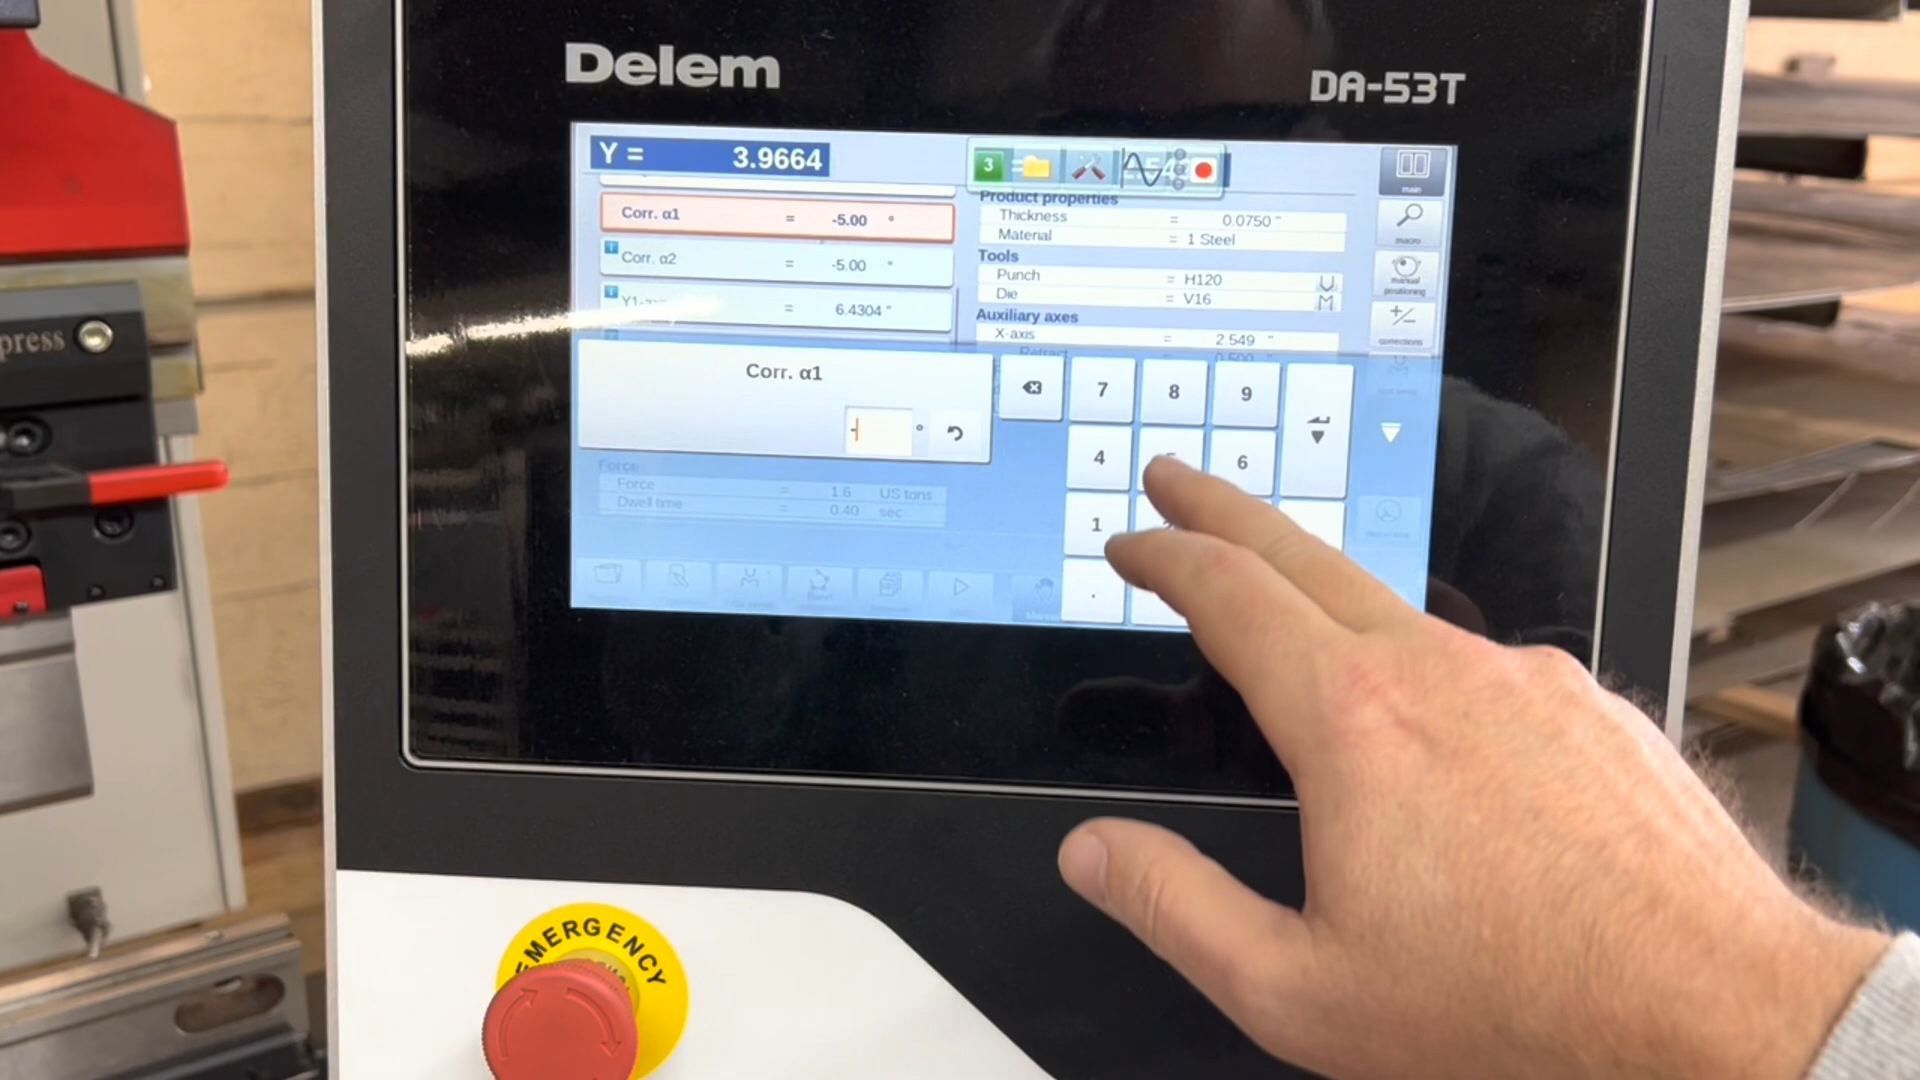 Delem
DA-53T
Y = 3.9664
3
main
Corr. α1 = -5.00 °
Corr. α2 = -5.00 °
= 6.4304 "
Product properties
Thickness = 0.0750 "
Material = 1 Steel
Tools
Punch = H120
Die = V16
Auxiliary axes
X-axis = 2.549 "
Retract 0.500 "
macro
manual
positioning
corrections
Corr. α1
- °
7 8 9
4 6
1
.
Force
Force = 1.6 US tons
Dwell time = 0.40 sec
press
EMERGENCY